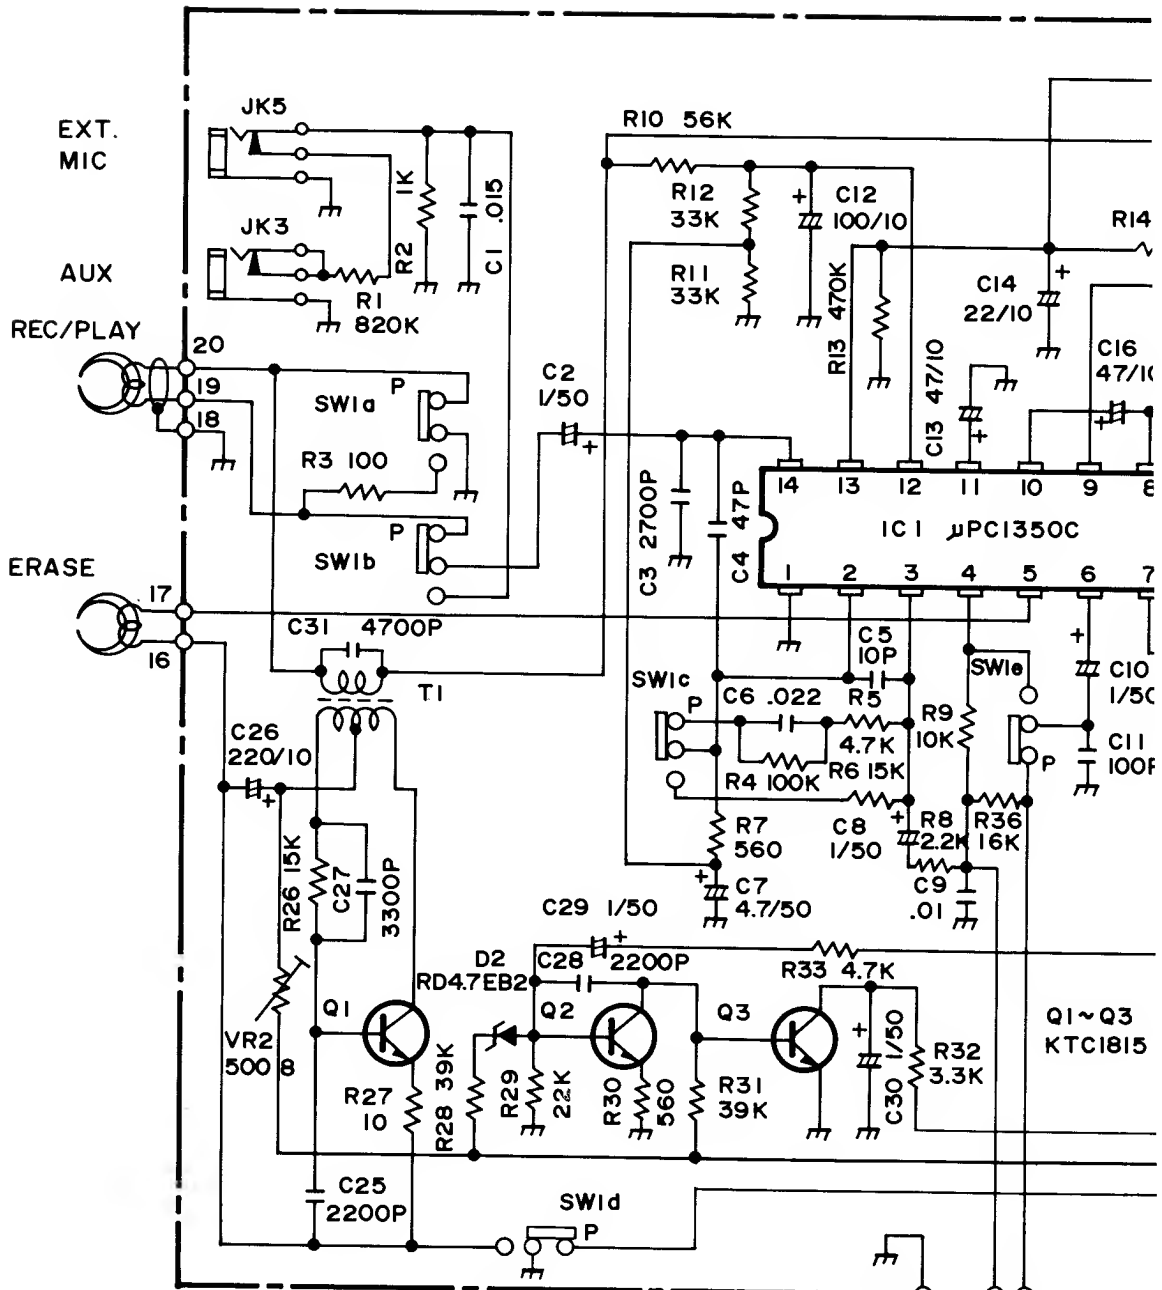 JK5
EXT.
MIC
R10 56K
1K
.015
R2
C1
R12
33K
C12
100/10
+
R14
JK3
AUX
R1
820K
R11
33K
R13 470K
C14
22/10
+
REC/PLAY
20
19
18
SW1a
P
C2
1/50
+
C13 47/10
+
C16
47/10
+
R3 100
14
13
12
11
10
9
8
C3 2700P
C4 47P
IC1 µPC1350C
P
SW1b
ERASE
17
16
1
2
3
4
5
6
7
C31 4700P
T1
C5
10P
SW1c
P
C6 .022
R5
4.7K
R4 100K
R6 15K
R9
10K
SW1e
P
+
C10
1/50
C11
100P
C26
220/10
+
R26 15K
C27
3300P
R7
560
C8
1/50
+
R8
2.2K
R36
16K
C7
4.7/50
+
C9
.01
C29 1/50
+
D2
RD4.7EB2
C28
2200P
R33 4.7K
Q1
Q2
Q3
VR2
500B
R27
10
R28 39K
R29
22K
R30
560
R31
39K
+
C30 1/50
R32
3.3K
Q1~Q3
KTC1815
C25
2200P
SW1d
P